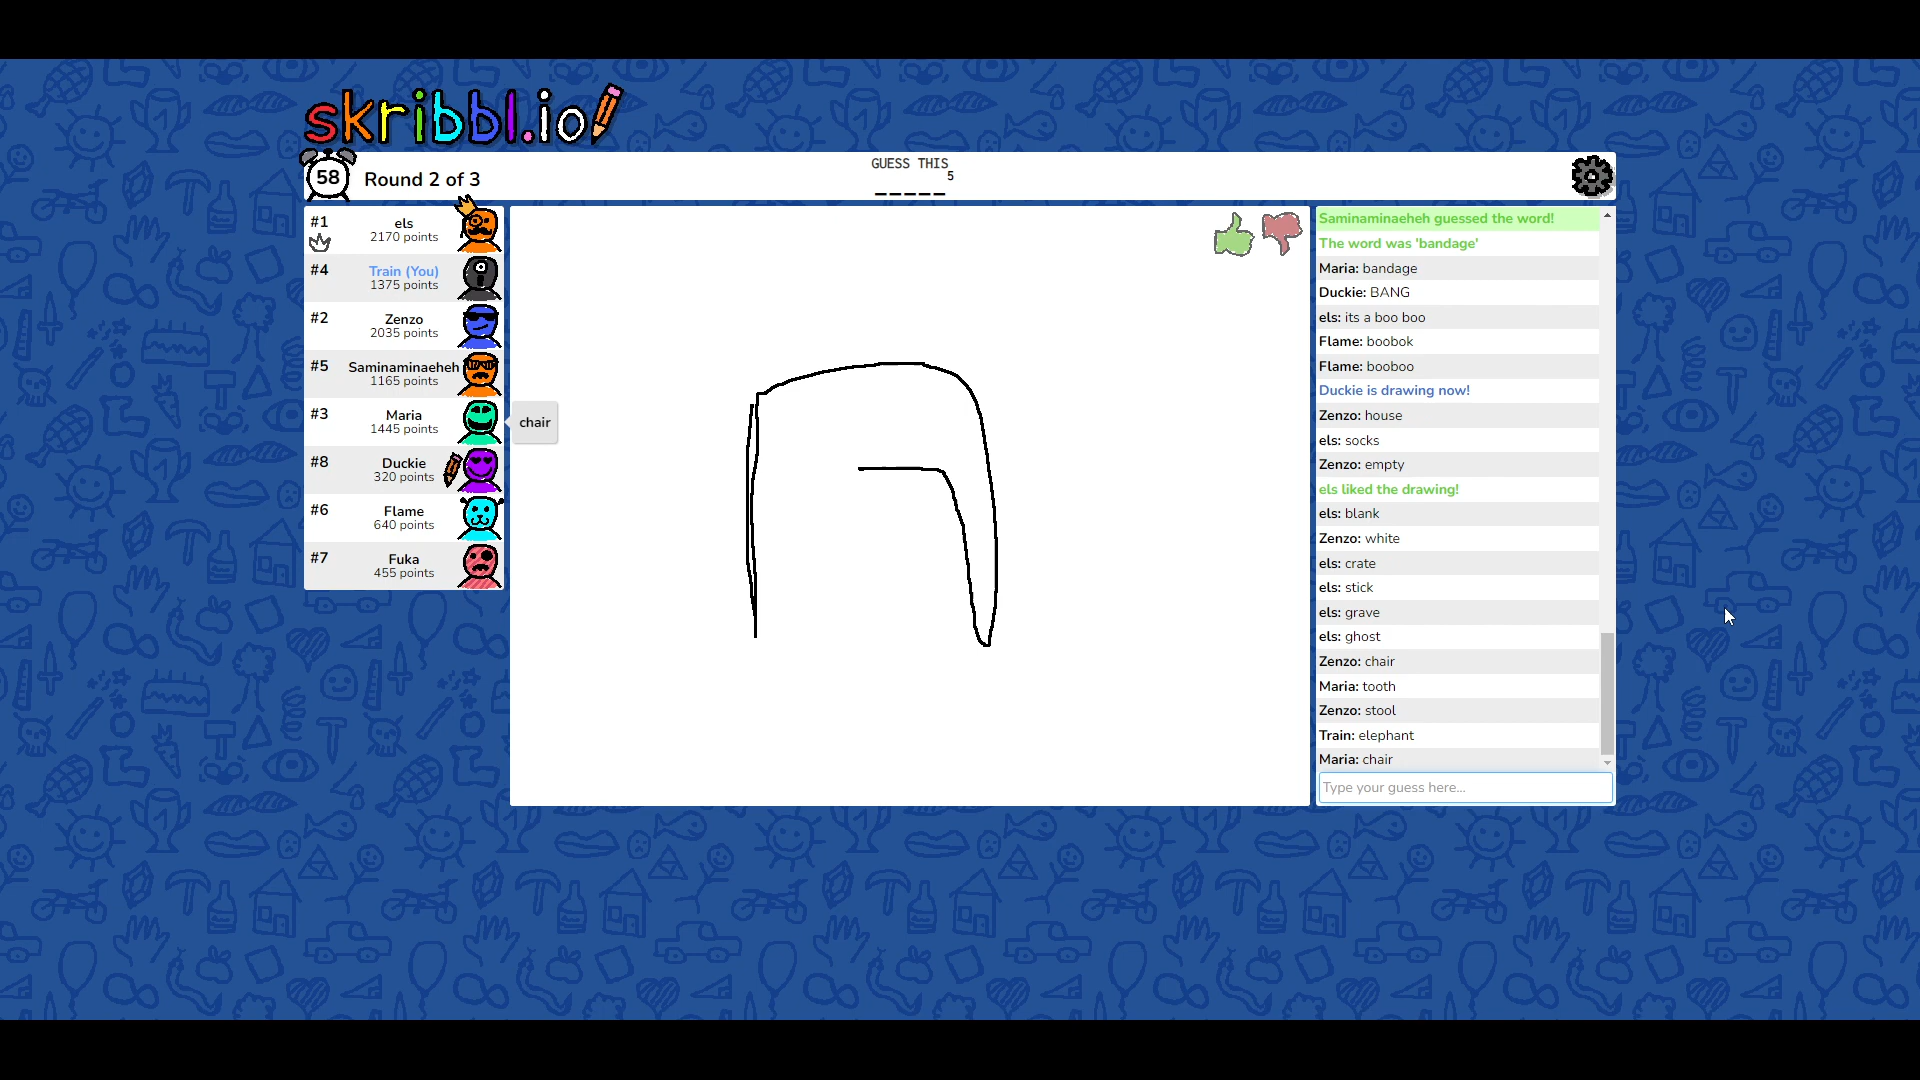 skribbl.io
58
Round 2 of 3
GUESS THIS
_____ 5
#1 els
2170 points
#4 Train (You)
1375 points
#2 Zenzo
2035 points
#5 Saminaminaeheh
1165 points
#3 Maria
1445 points
chair
#8 Duckie
320 points
#6 Flame
640 points
#7 Fuka
455 points
Saminaminaeheh guessed the word!
The word was 'bandage'
Maria: bandage
Duckie: BANG
els: its a boo boo
Flame: boobok
Flame: booboo
Duckie is drawing now!
Zenzo: house
els: socks
Zenzo: empty
els liked the drawing!
els: blank
Zenzo: white
els: crate
els: stick
els: grave
els: ghost
Zenzo: chair
Maria: tooth
Zenzo: stool
Train: elephant
Maria: chair
Type your guess here...